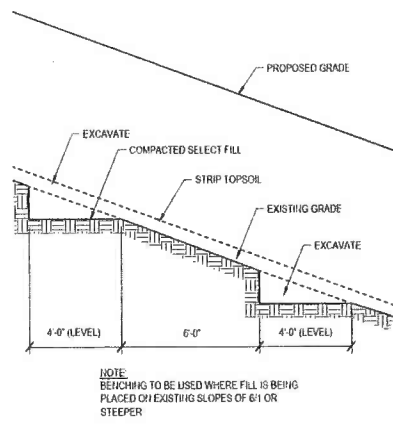 PROPOSED GRADE
EXCAVATE
COMPACTED SELECT FILL
STRIP TOPSOIL
EXISTING GRADE
EXCAVATE
4'-0" (LEVEL)
6'-0"
4'-0" (LEVEL)
NOTE:
BENCHING TO BE USED WHERE FILL IS BEING
PLACED ON EXISTING SLOPES OF 6/1 OR
STEEPER